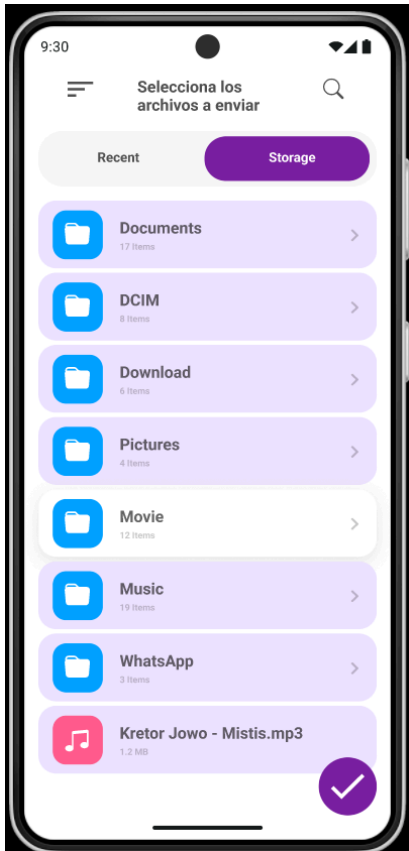 9:30
Selecciona los
archivos a enviar
Recent
Storage
Documents
17 Items
DCIM
8 Items
Download
6 Items
Pictures
4 Items
Movie
12 Items
Music
19 Items
WhatsApp
3 Items
Kretor Jowo - Mistis.mp3
1.2 MB